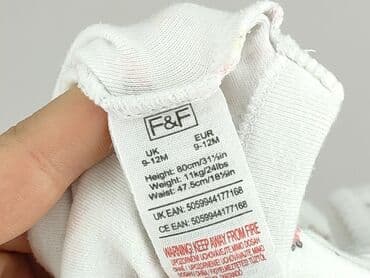 F&F
UK EUR
9-12M 9-12M
Height: 80cm/31½in
Weight: 11kg/24lbs
Waist: 47.5cm/18½in
UK EAN: 5059944177168
CE EAN: 5059944177168
WARNING! KEEP AWAY FROM FIRE